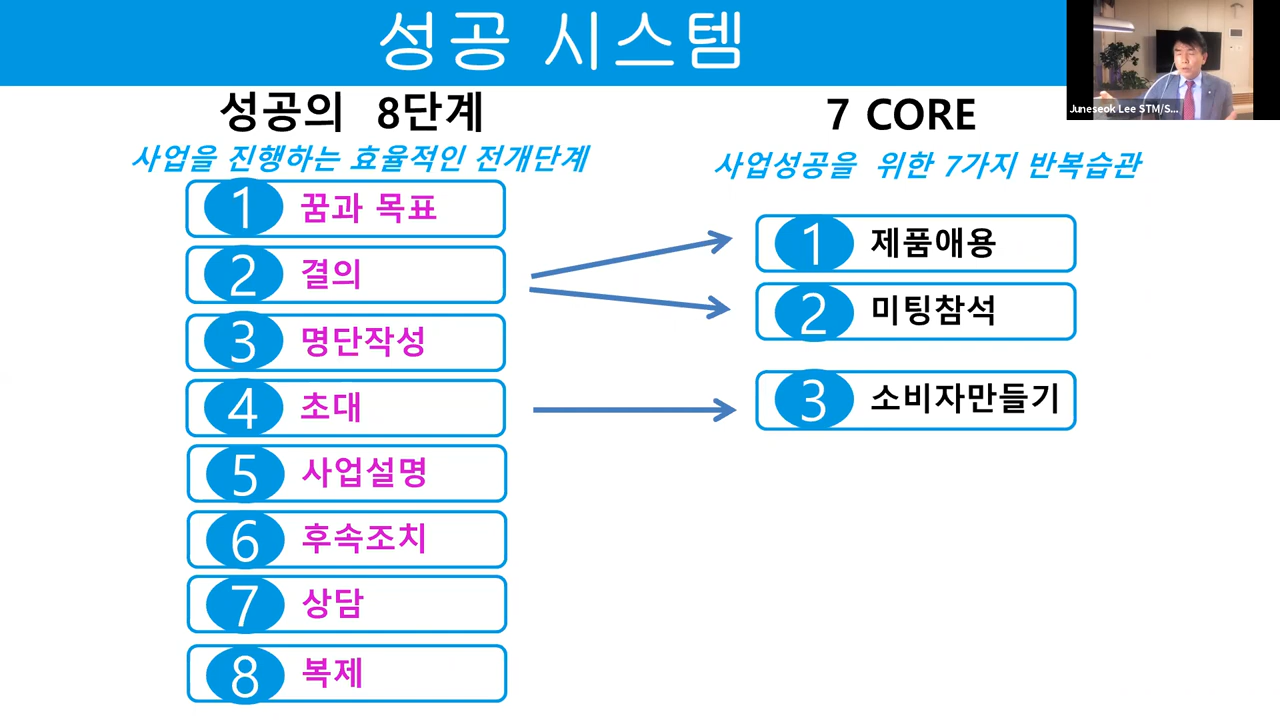 성공 시스템
Juneseok Lee STM/S...
성공의 8단계
사업을 진행하는 효율적인 전개단계
1 꿈과 목표
2 결의
3 명단작성
4 초대
5 사업설명
6 후속조치
7 상담
8 복제
7 CORE
사업성공을 위한 7가지 반복습관
1 제품애용
2 미팅참석
3 소비자만들기